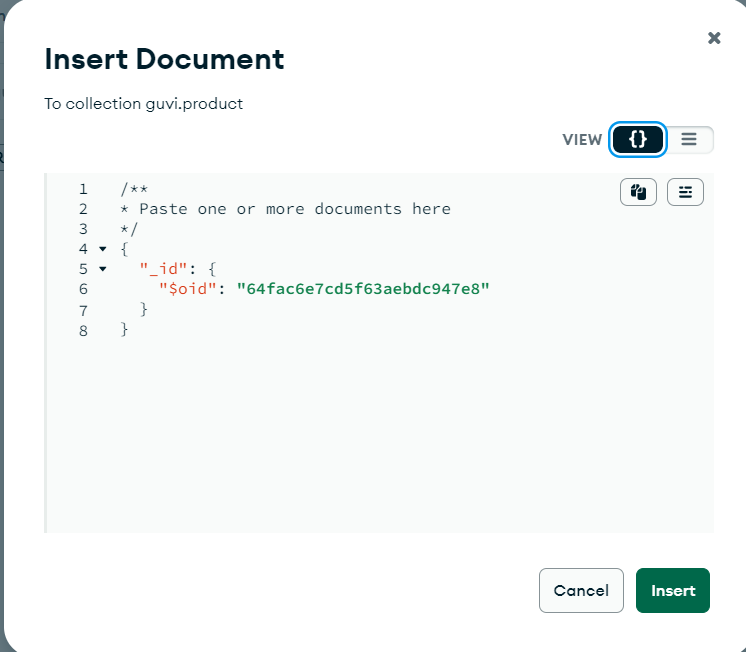 Insert Document
To collection guvi.product
VIEW {}
1 /**
2 * Paste one or more documents here
3 */
4 {
5 "_id": {
6 "$oid": "64fac6e7cd5f63aebdc947e8"
7 }
8 }
Cancel Insert